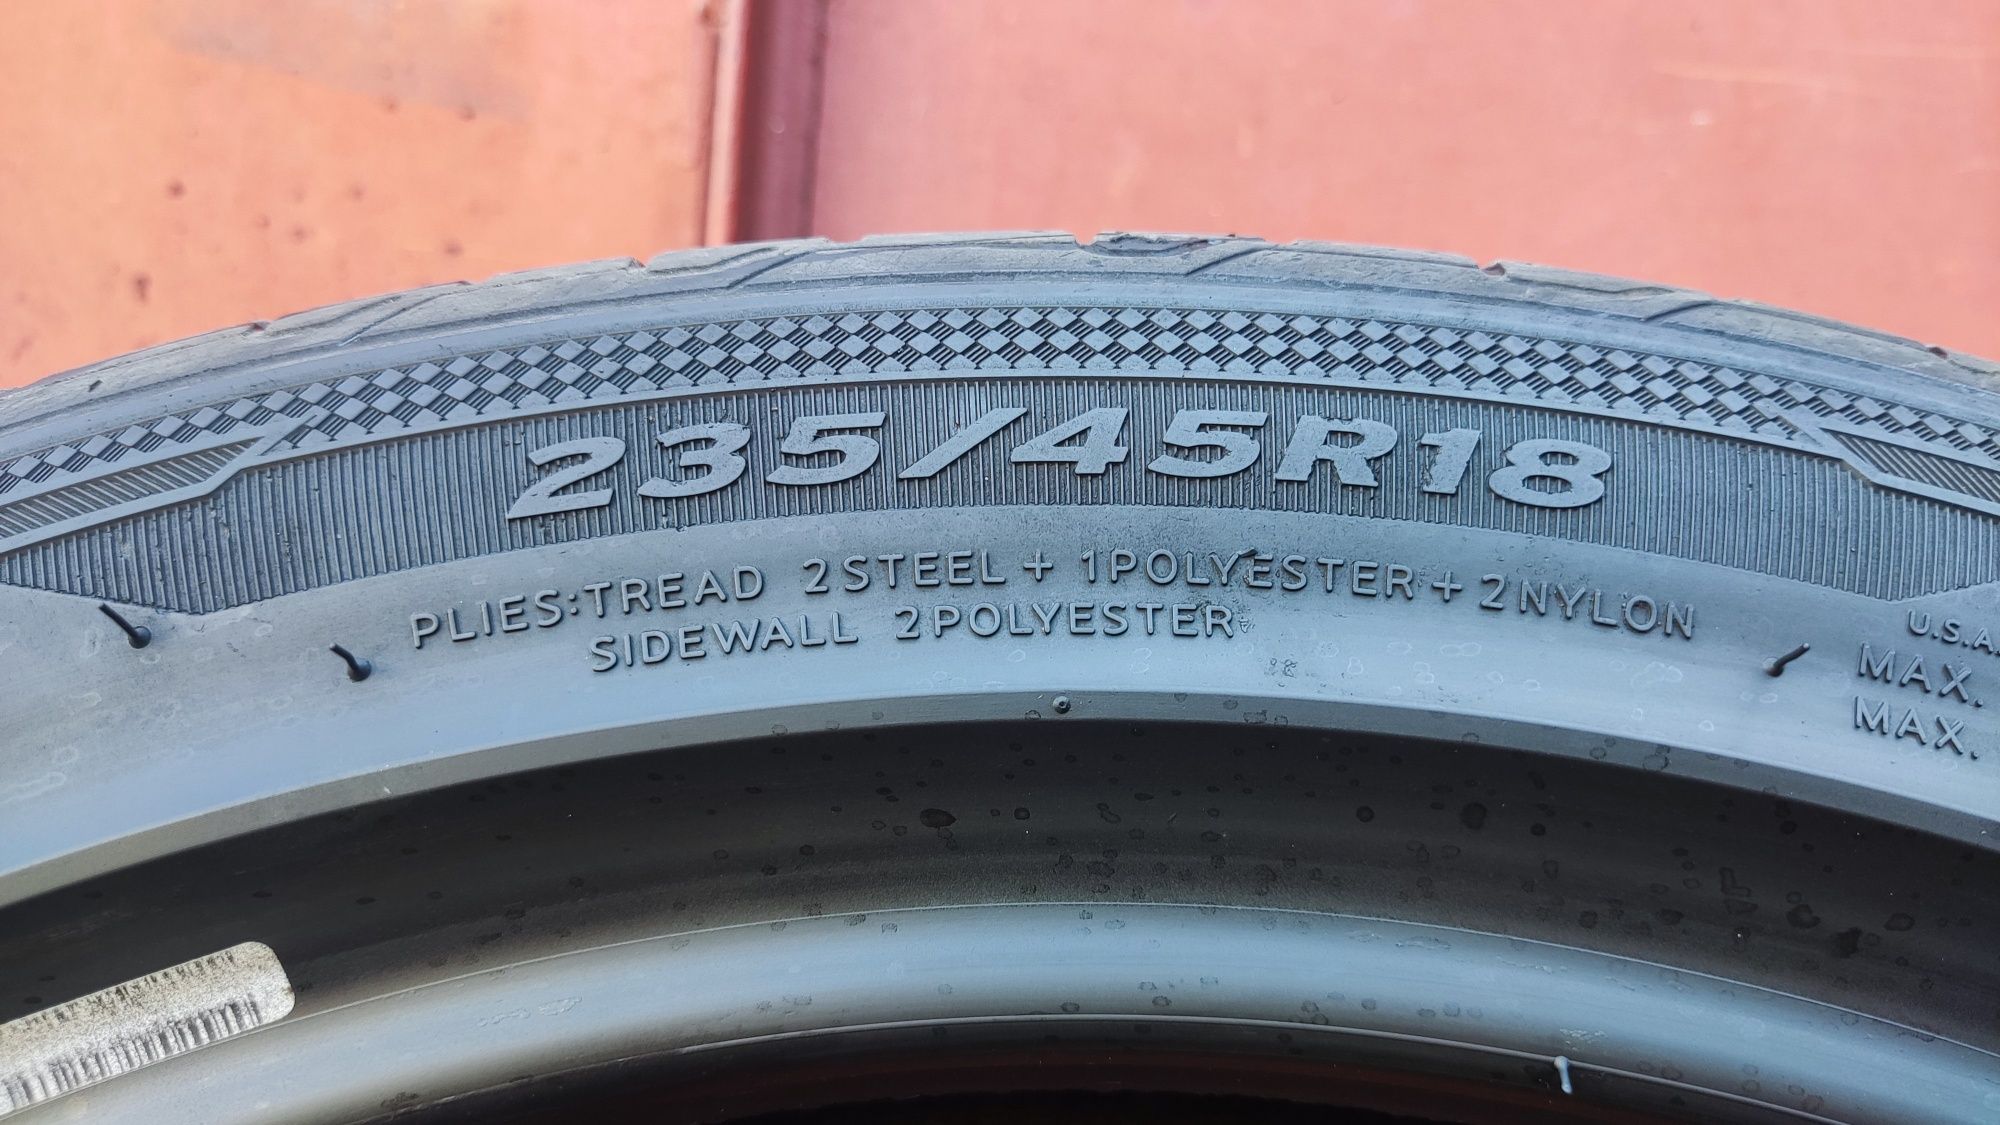 235/45R18
PLIES:TREAD 2STEEL + 1POLYESTER + 2NYLON
SIDEWALL 2POLYESTER
U.S.A.
MAX.
MAX.